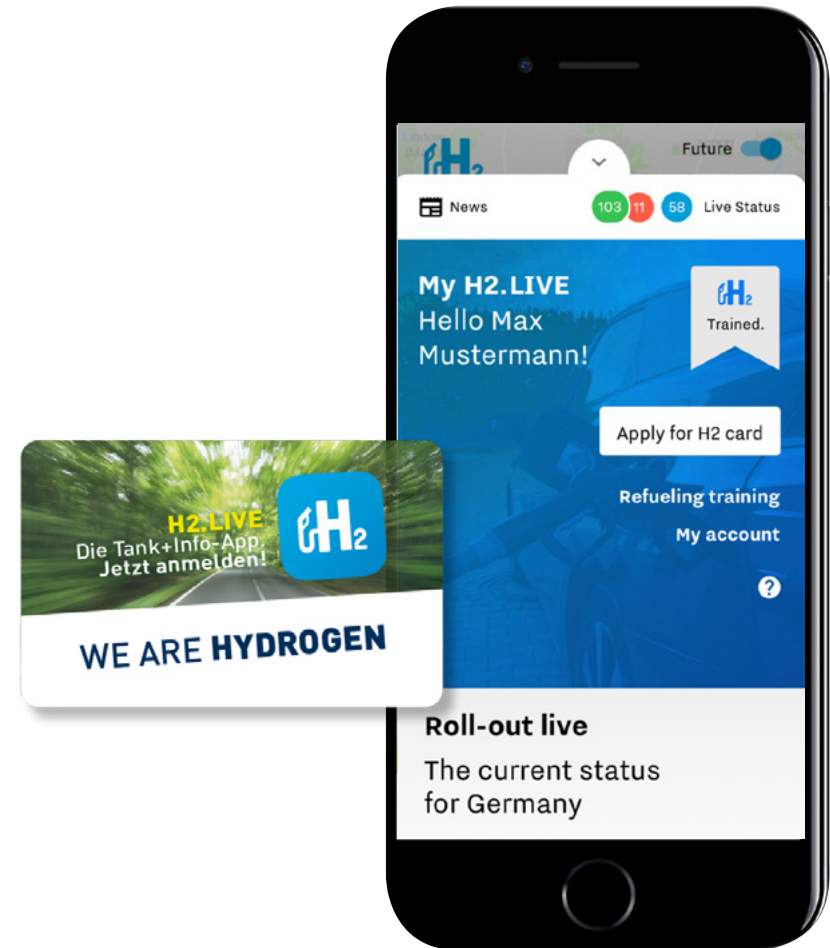 H2.LIVE
Die Tank+Info-App.
Jetzt anmelden!
H2
WE ARE HYDROGEN
H2
Future
News
103 11 58 Live Status
My H2.LIVE
Hello Max
Mustermann!
H2
Trained.
Apply for H2 card
Refueling training
My account
?
Roll-out live
The current status
for Germany